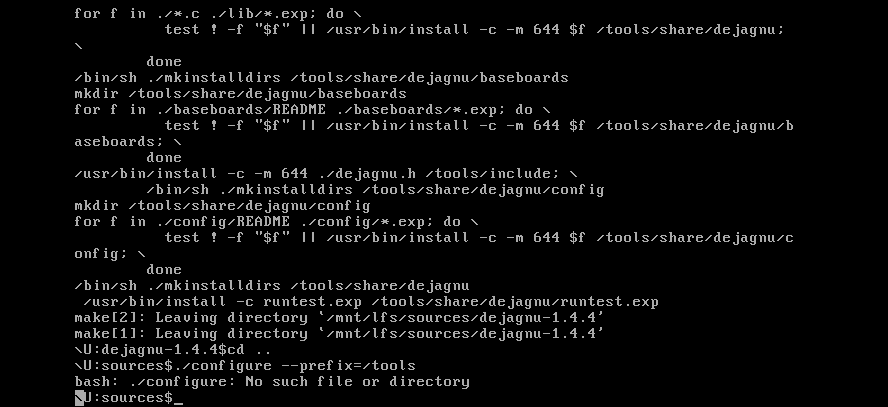 for f in ./*.c ./lib/*.exp; do \
test ! -f "$f" || /usr/bin/install -c -m 644 $f /tools/share/dejagnu;
\
done
/bin/sh ./mkinstalldirs /tools/share/dejagnu/baseboards
mkdir /tools/share/dejagnu/baseboards
for f in ./baseboards/README ./baseboards/*.exp; do \
test ! -f "$f" || /usr/bin/install -c -m 644 $f /tools/share/dejagnu/b
aseboards; \
done
/usr/bin/install -c -m 644 ./dejagnu.h /tools/include; \
/bin/sh ./mkinstalldirs /tools/share/dejagnu/config
mkdir /tools/share/dejagnu/config
for f in ./config/README ./config/*.exp; do \
test ! -f "$f" || /usr/bin/install -c -m 644 $f /tools/share/dejagnu/c
onfig; \
done
/bin/sh ./mkinstalldirs /tools/share/dejagnu
/usr/bin/install -c runtest.exp /tools/share/dejagnu/runtest.exp
make[2]: Leaving directory ‘/mnt/lfs/sources/dejagnu-1.4.4’
make[1]: Leaving directory ‘/mnt/lfs/sources/dejagnu-1.4.4’
\U:dejagnu-1.4.4$cd ..
\U:sources$./configure --prefix=/tools
bash: ./configure: No such file or directory
\U:sources$_